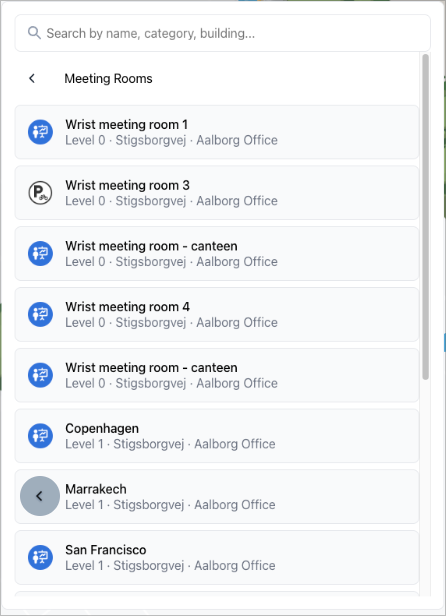 Search by name, category, building...
Meeting Rooms
Wrist meeting room 1
Level 0 · Stigsborgvej · Aalborg Office
P
Wrist meeting room 3
Level 0 · Stigsborgvej · Aalborg Office
Wrist meeting room - canteen
Level 0 · Stigsborgvej · Aalborg Office
Wrist meeting room 4
Level 0 · Stigsborgvej · Aalborg Office
Wrist meeting room - canteen
Level 0 · Stigsborgvej · Aalborg Office
Copenhagen
Level 1 · Stigsborgvej · Aalborg Office
Marrakech
Level 1 · Stigsborgvej · Aalborg Office
San Francisco
Level 1 · Stigsborgvej · Aalborg Office